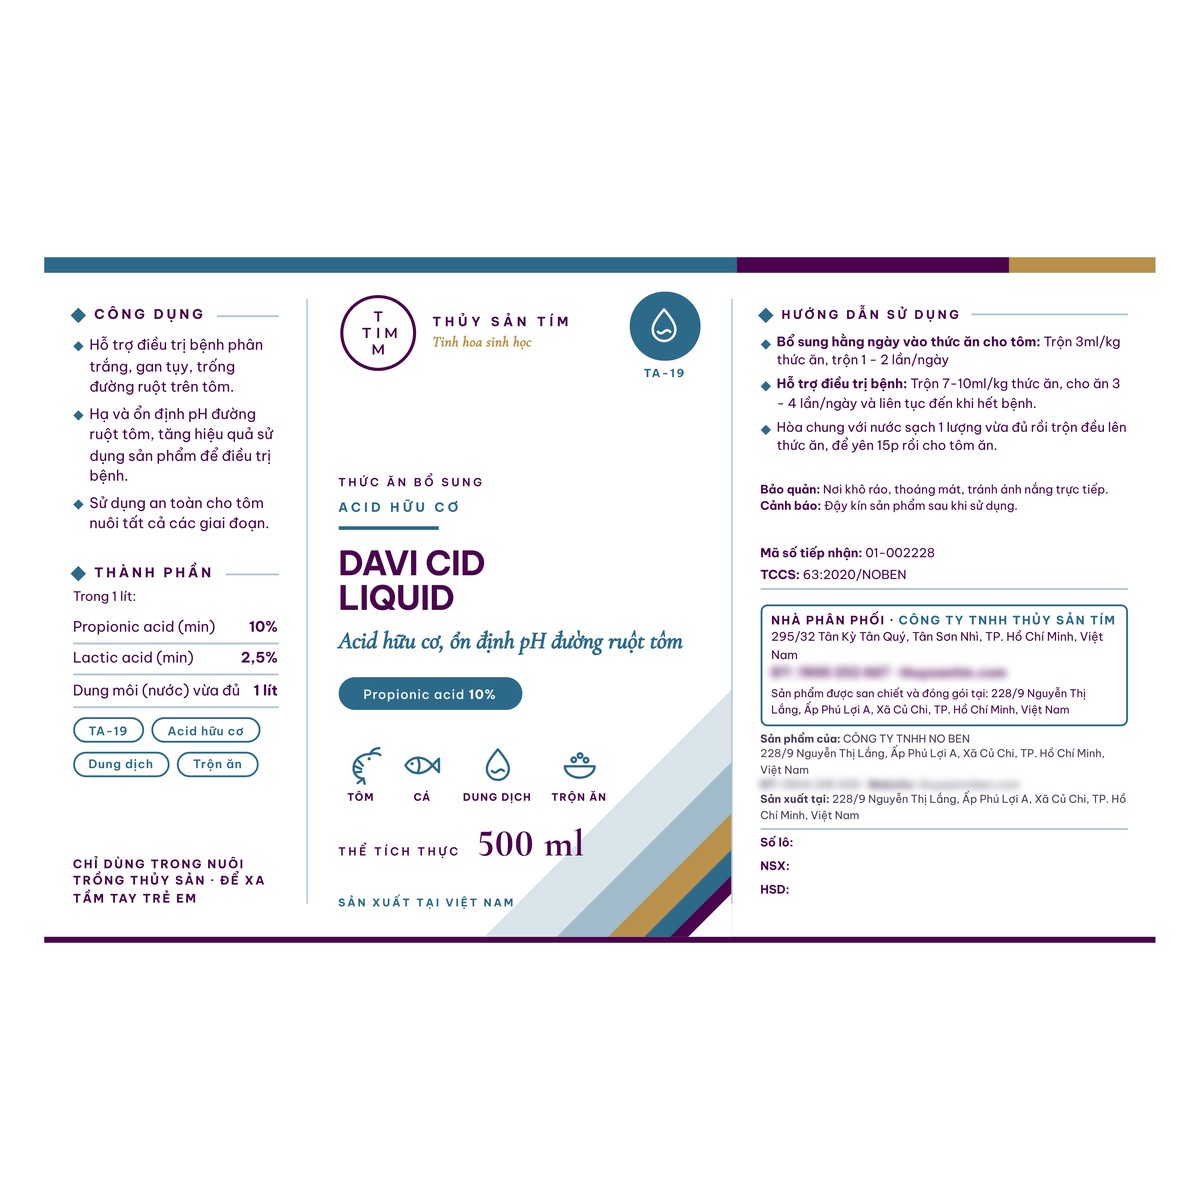 CÔNG DỤNG
Hỗ trợ điều trị bệnh phân
trắng, gan tụy, trống
đường ruột trên tôm.
Hạ và ổn định pH đường
ruột tôm, tăng hiệu quả sử
dụng sản phẩm để điều trị
bệnh.
Sử dụng an toàn cho tôm
nuôi tất cả các giai đoạn.
THÀNH PHẦN
Trong 1 lít:
Propionic acid (min) 10%
Lactic acid (min) 2,5%
Dung môi (nước) vừa đủ 1 lít
TA-19 Acid hữu cơ
Dung dịch Trộn ăn
CHỈ DÙNG TRONG NUÔI
TRỒNG THỦY SẢN · ĐỂ XA
TẦM TAY TRẺ EM
T
TIM
M
THỦY SẢN TÍM
Tinh hoa sinh học
TA-19
THỨC ĂN BỔ SUNG
ACID HỮU CƠ
DAVI CID
LIQUID
Acid hữu cơ, ổn định pH đường ruột tôm
Propionic acid 10%
TÔM CÁ DUNG DỊCH TRỘN ĂN
THỂ TÍCH THỰC 500 ml
SẢN XUẤT TẠI VIỆT NAM
HƯỚNG DẪN SỬ DỤNG
Bổ sung hằng ngày vào thức ăn cho tôm: Trộn 3ml/kg
thức ăn, trộn 1 - 2 lần/ngày
Hỗ trợ điều trị bệnh: Trộn 7-10ml/kg thức ăn, cho ăn 3
- 4 lần/ngày và liên tục đến khi hết bệnh.
Hòa chung với nước sạch 1 lượng vừa đủ rồi trộn đều lên
thức ăn, để yên 15p rồi cho tôm ăn.
Bảo quản: Nơi khô ráo, thoáng mát, tránh ánh nắng trực tiếp.
Cảnh báo: Đậy kín sản phẩm sau khi sử dụng.
Mã số tiếp nhận: 01-002228
TCCS: 63:2020/NOBEN
NHÀ PHÂN PHỐI · CÔNG TY TNHH THỦY SẢN TÍM
295/32 Tân Kỳ Tân Quý, Tân Sơn Nhì, TP. Hồ Chí Minh, Việt
Nam
Sản phẩm được san chiết và đóng gói tại: 228/9 Nguyễn Thị
Lắng, Ấp Phú Lợi A, Xã Củ Chi, TP. Hồ Chí Minh, Việt Nam
Sản phẩm của: CÔNG TY TNHH NO BEN
228/9 Nguyễn Thị Lắng, Ấp Phú Lợi A, Xã Củ Chi, TP. Hồ Chí Minh,
Việt Nam
Sản xuất tại: 228/9 Nguyễn Thị Lắng, Ấp Phú Lợi A, Xã Củ Chi, TP. Hồ
Chí Minh, Việt Nam
Số lô:
NSX:
HSD: